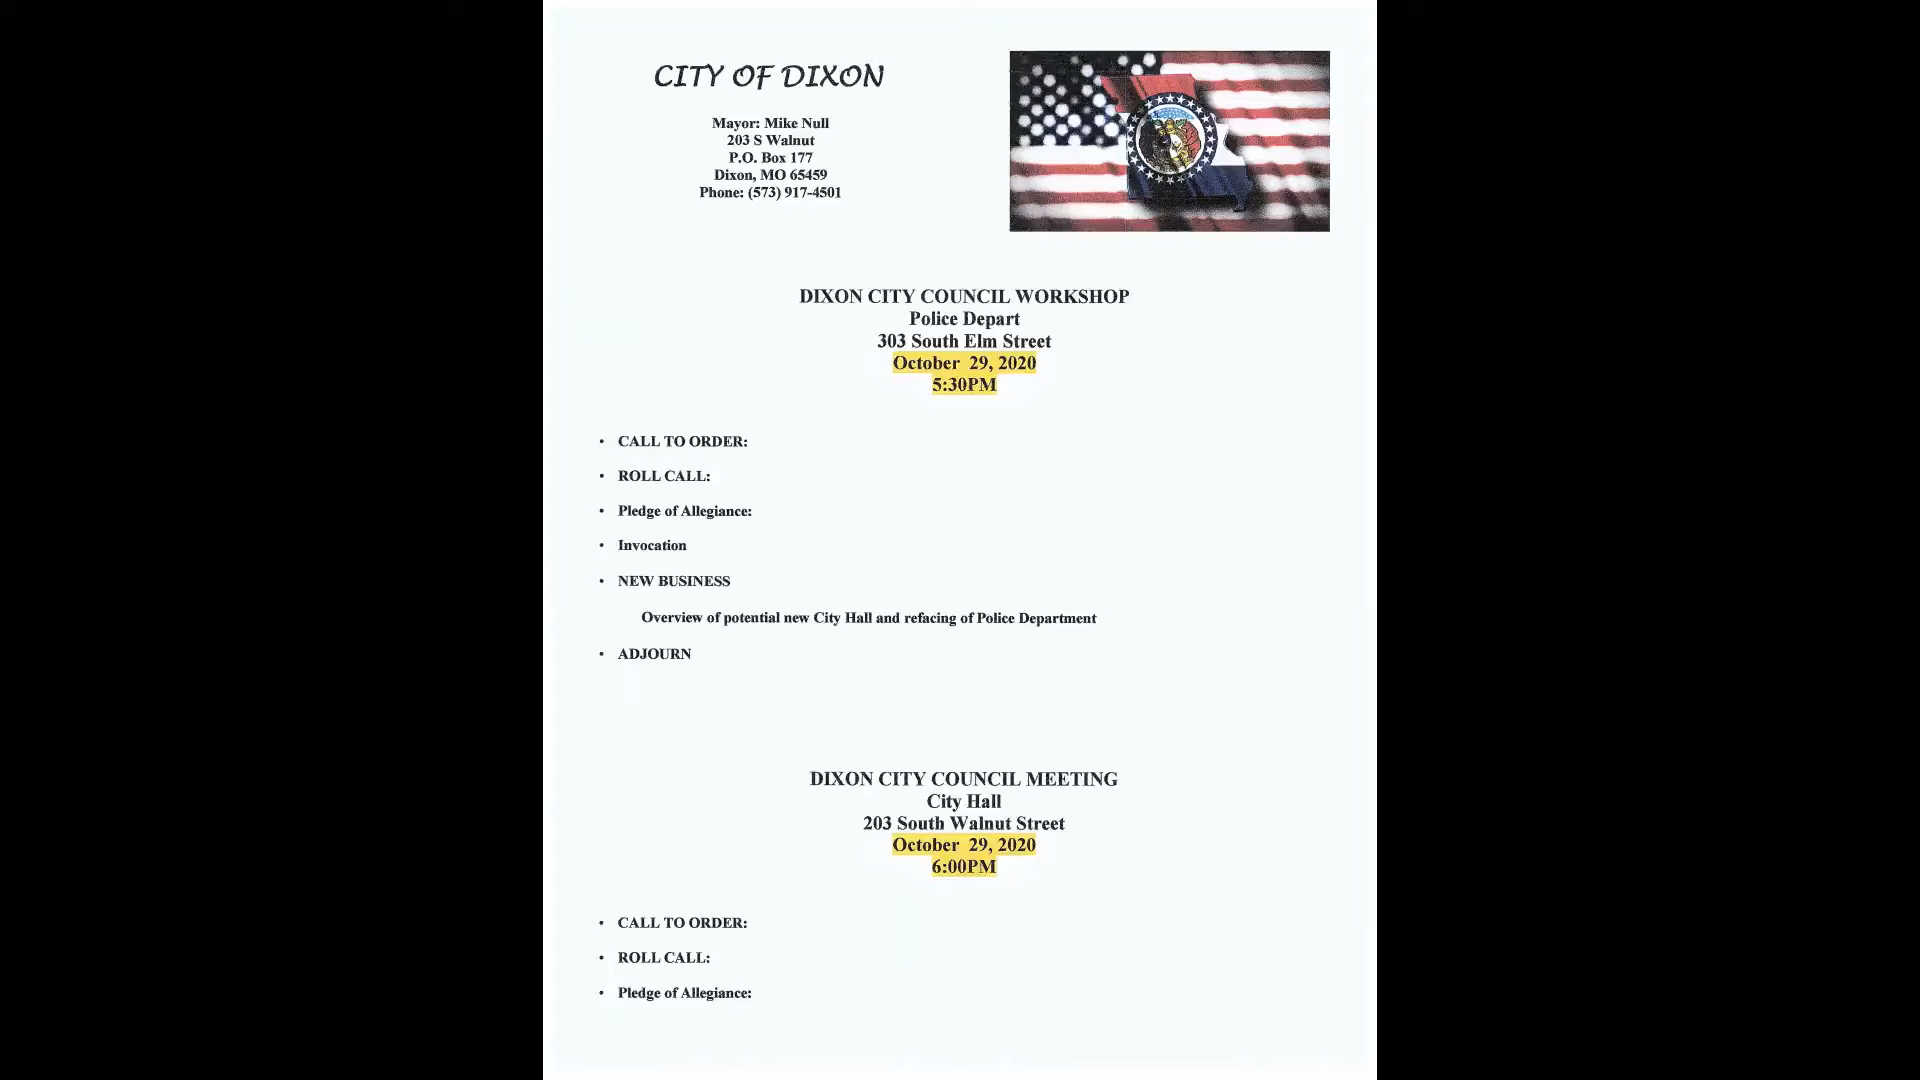 CITY OF DIXON
Mayor: Mike Null
203 S Walnut
P.O. Box 177
Dixon, MO 65459
Phone: (573) 917-4501
DIXON CITY COUNCIL WORKSHOP
Police Depart
303 South Elm Street
October 29, 2020
5:30PM
• CALL TO ORDER:
• ROLL CALL:
• Pledge of Allegiance:
• Invocation
• NEW BUSINESS
Overview of potential new City Hall and refacing of Police Department
• ADJOURN
DIXON CITY COUNCIL MEETING
City Hall
203 South Walnut Street
October 29, 2020
6:00PM
• CALL TO ORDER:
• ROLL CALL:
• Pledge of Allegiance: